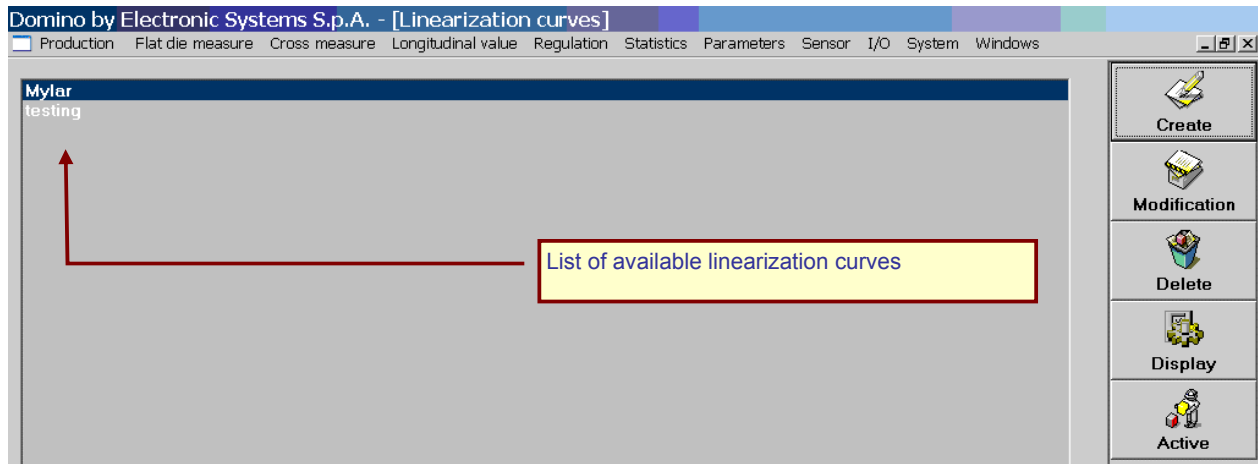 Domino by Electronic Systems S.p.A. - [Linearization curves]
Production Flat die measure Cross measure Longitudinal value Regulation Statistics Parameters Sensor I/O System Windows
Mylar
testing
List of available linearization curves
Create
Modification
Delete
Display
Active